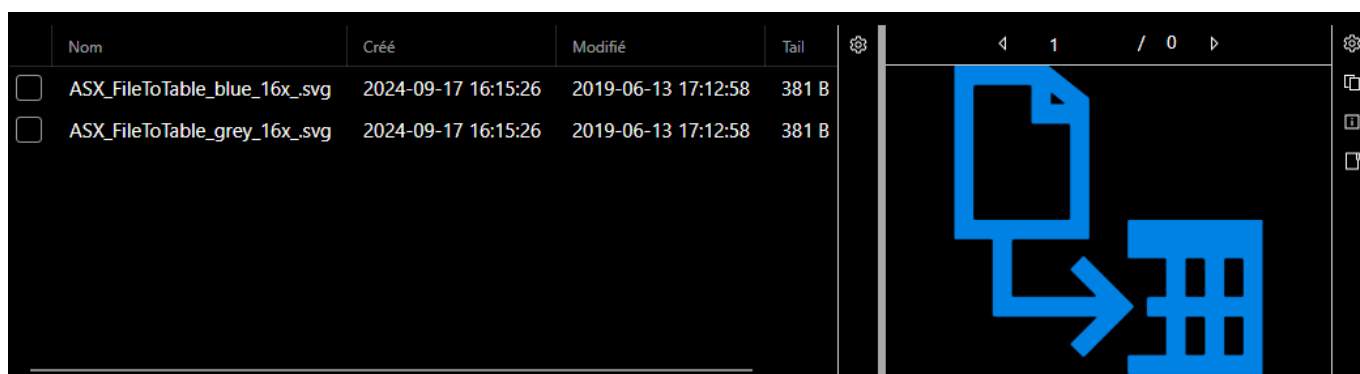 Nom Créé Modifié Tail
1 / 0
ASX_FileToTable_blue_16x_.svg 2024-09-17 16:15:26 2019-06-13 17:12:58 381 B
ASX_FileToTable_grey_16x_.svg 2024-09-17 16:15:26 2019-06-13 17:12:58 381 B